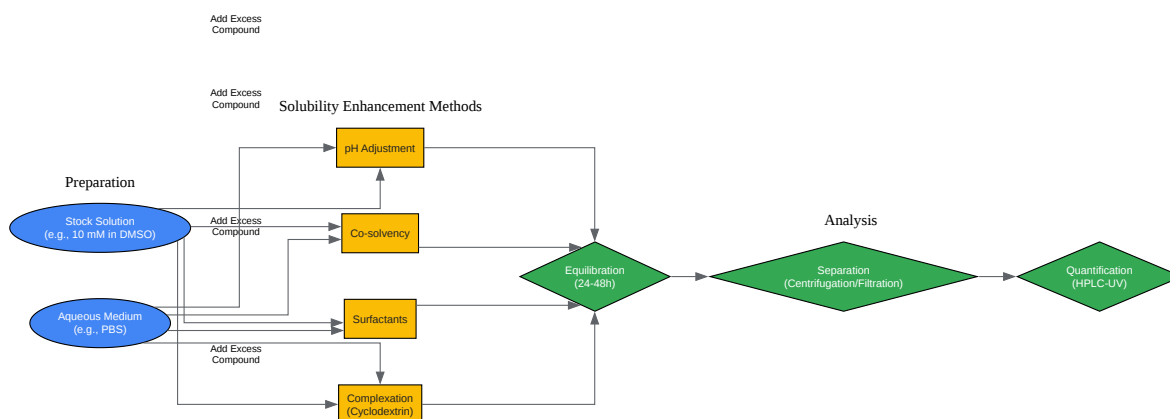 Add Excess
Compound
Add Excess
Compound
Solubility Enhancement Methods
pH Adjustment
Preparation
Stock Solution
(e.g., 10 mM in DMSO)
Add Excess
Compound
Co-solvency
Analysis
Equilibration
(24-48h)
Separation
(Centrifugation/Filtration)
Quantification
(HPLC-UV)
Aqueous Medium
(e.g., PBS)
Surfactants
Add Excess
Compound
Complexation
(Cyclodextrin)